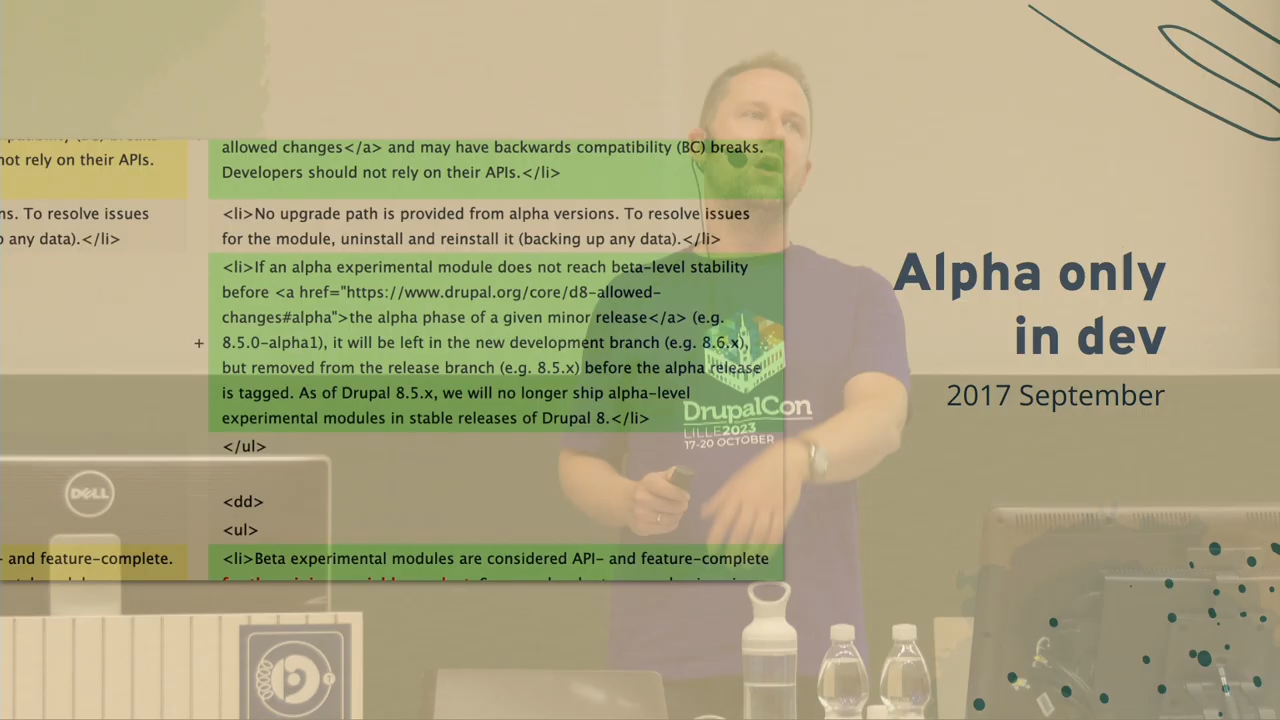 not rely on their APIs.
ns. To resolve issues
any data).</li>
- and feature-complete.
allowed changes</a> and may have backwards compatibility (BC) breaks.
Developers should not rely on their APIs.</li>
<li>No upgrade path is provided from alpha versions. To resolve issues
for the module, uninstall and reinstall it (backing up any data).</li>
<li>If an alpha experimental module does not reach beta-level stability
before <a href="https://www.drupal.org/core/d8-allowed-
changes#alpha">the alpha phase of a given minor release</a> (e.g.
+ 8.5.0-alpha1), it will be left in the new development branch (e.g. 8.6.x),
but removed from the release branch (e.g. 8.5.x) before the alpha release
is tagged. As of Drupal 8.5.x, we will no longer ship alpha-level
experimental modules in stable releases of Drupal 8.</li>
</ul>
<dd>
<ul>
<li>Beta experimental modules are considered API- and feature-complete
Alpha only
in dev
2017 September
DrupalCon
LILLE2023
17-20 OCTOBER
DELL